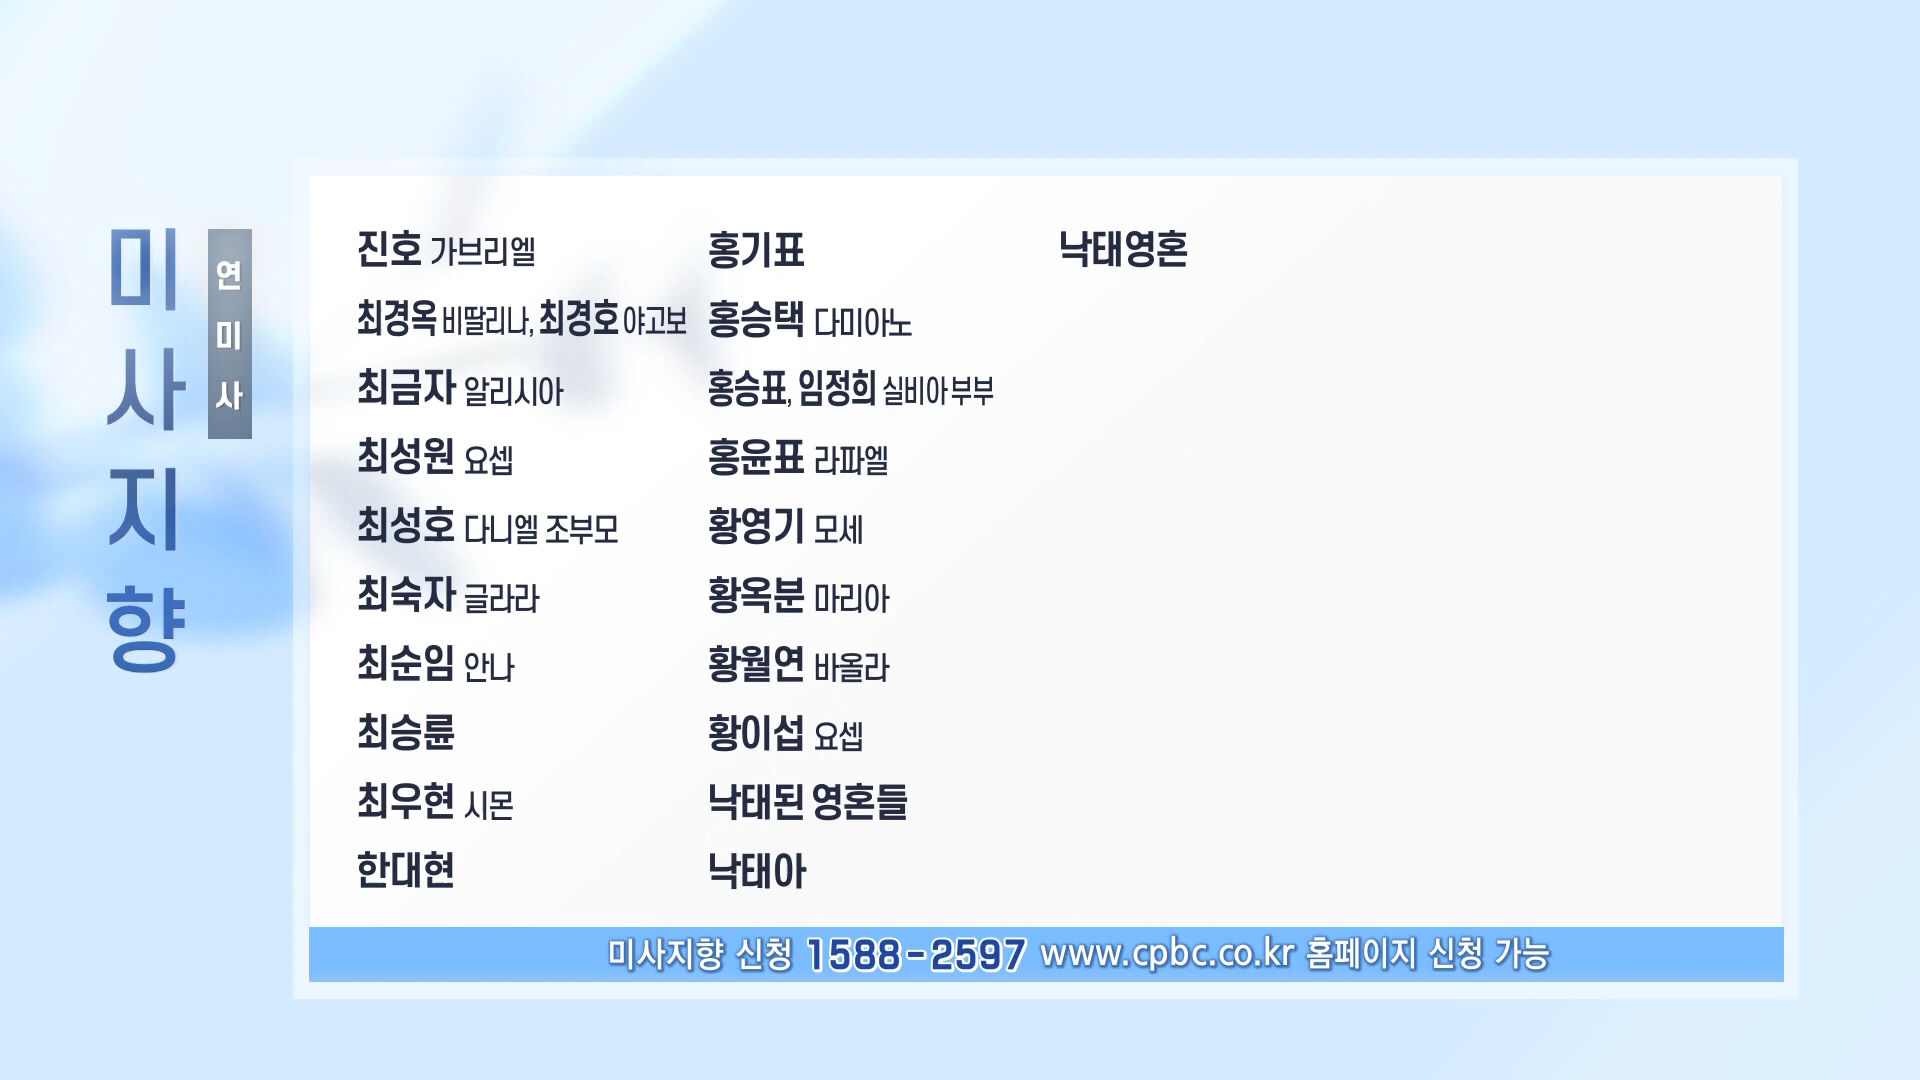 미사지향
연미사
진호 가브리엘
최경옥 비딸리나, 최경호 야고보
최금자 알리시아
최성원 요셉
최성호 다니엘 조부모
최숙자 글라라
최순임 안나
최승륜
최우현 시몬
한대현
홍기표
홍승택 다미아노
홍승표, 임정희 실비아 부부
홍윤표 라파엘
황영기 모세
황옥분 마리아
황월연 바올라
황이섭 요셉
낙태된 영혼들
낙태아
낙태영혼
미사지향 신청 1588-2597 www.cpbc.co.kr 홈페이지 신청 가능